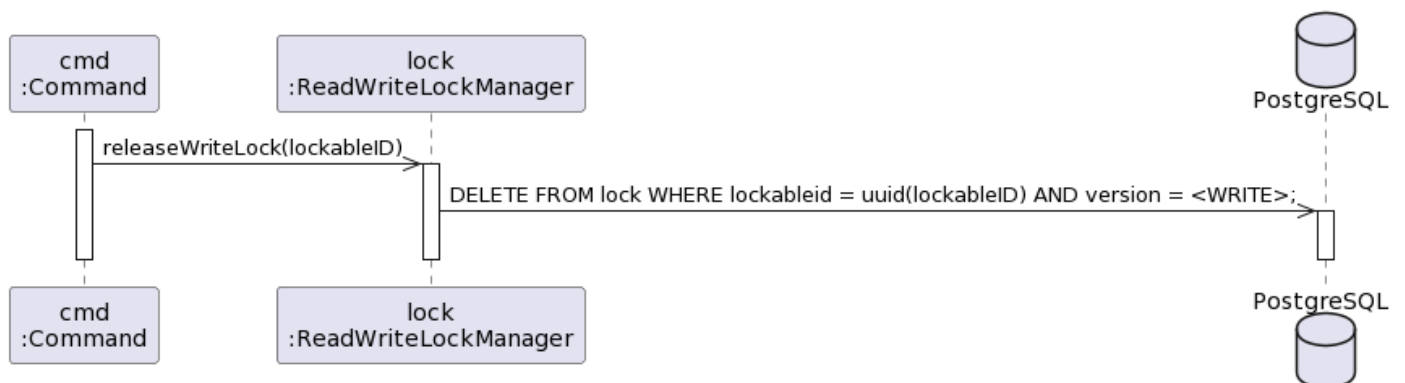 cmd
:Command
lock
:ReadWriteLockManager
PostgreSQL
releaseWriteLock(lockableID)
DELETE FROM lock WHERE lockableid = uuid(lockableID) AND version = <WRITE>;
cmd
:Command
lock
:ReadWriteLockManager
PostgreSQL